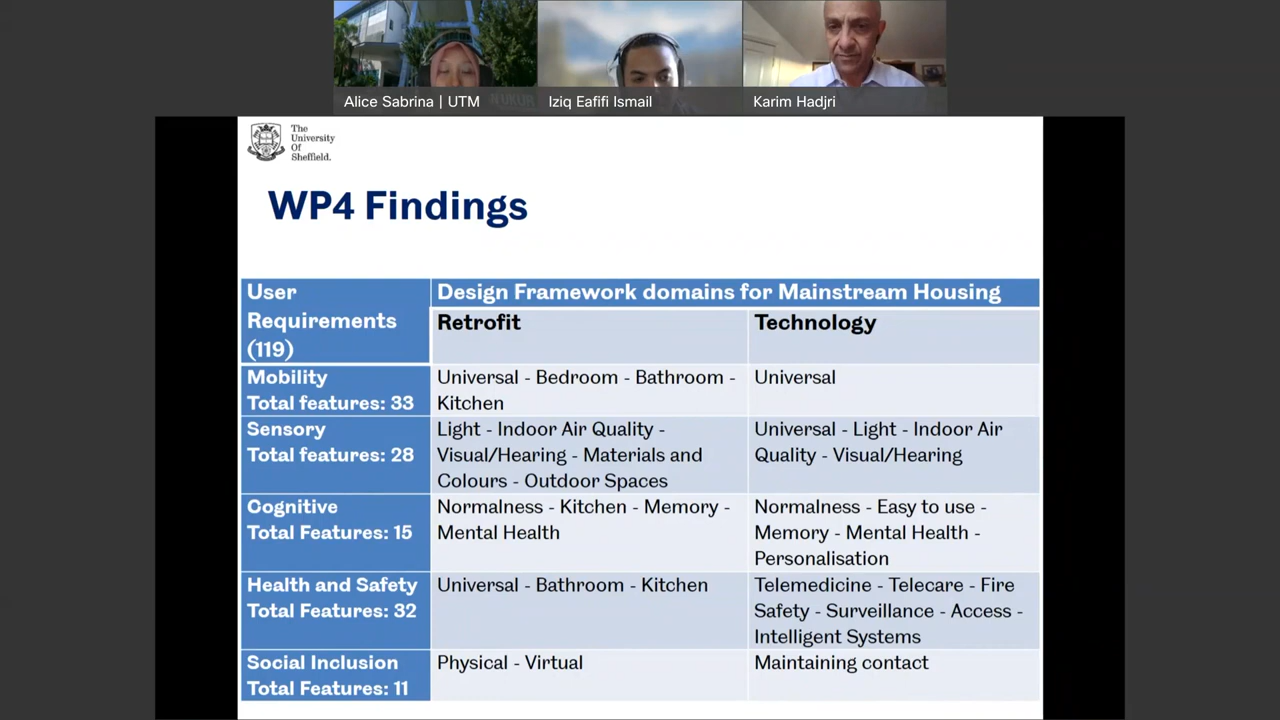 Alice Sabrina | UTM
Iziq Eafifi Ismail
Karim Hadjri
The
University
Of
Sheffield.
WP4 Findings
User
Requirements
(119)
Design Framework domains for Mainstream Housing
Retrofit
Technology
Mobility
Total features: 33
Universal - Bedroom - Bathroom -
Kitchen
Universal
Sensory
Total features: 28
Light - Indoor Air Quality -
Visual/Hearing - Materials and
Colours - Outdoor Spaces
Universal - Light - Indoor Air
Quality - Visual/Hearing
Cognitive
Total Features: 15
Normalness - Kitchen - Memory -
Mental Health
Normalness - Easy to use -
Memory - Mental Health -
Personalisation
Health and Safety
Total Features: 32
Universal - Bathroom - Kitchen
Telemedicine - Telecare - Fire
Safety - Surveillance - Access -
Intelligent Systems
Social Inclusion
Total Features: 11
Physical - Virtual
Maintaining contact